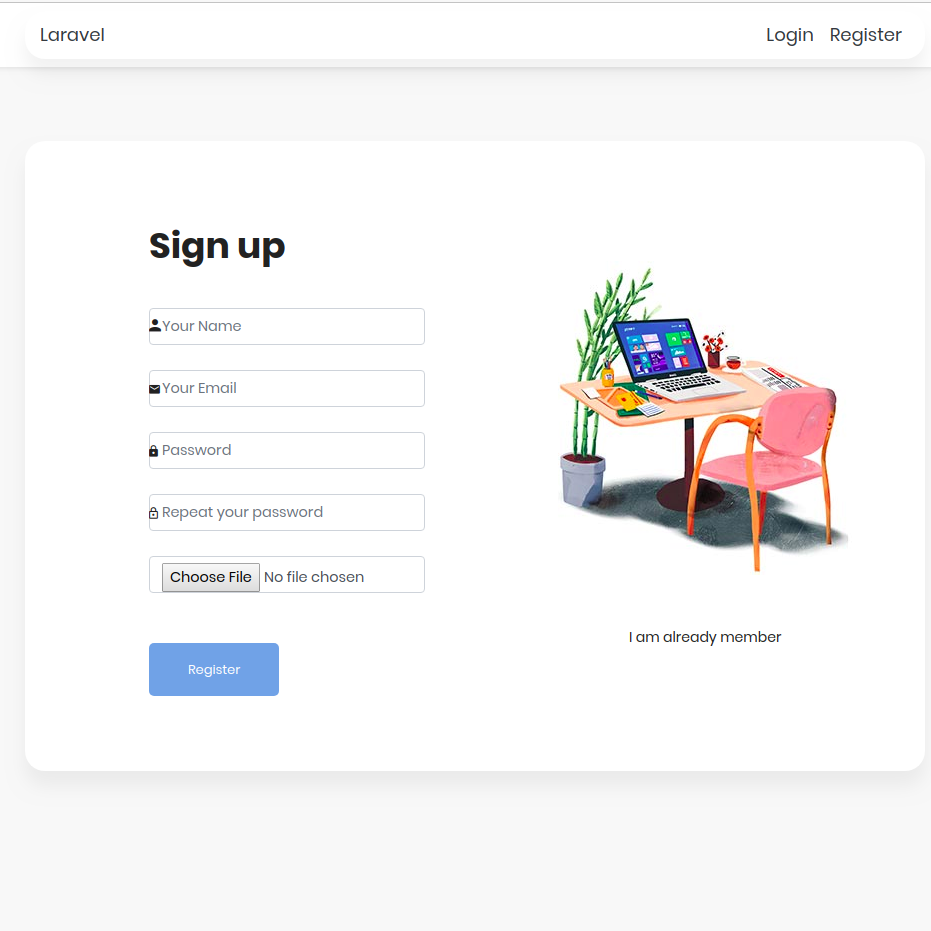 Laravel
Login Register
Sign up
Your Name
Your Email
Password
Repeat your password
Choose File No file chosen
Register
I am already member